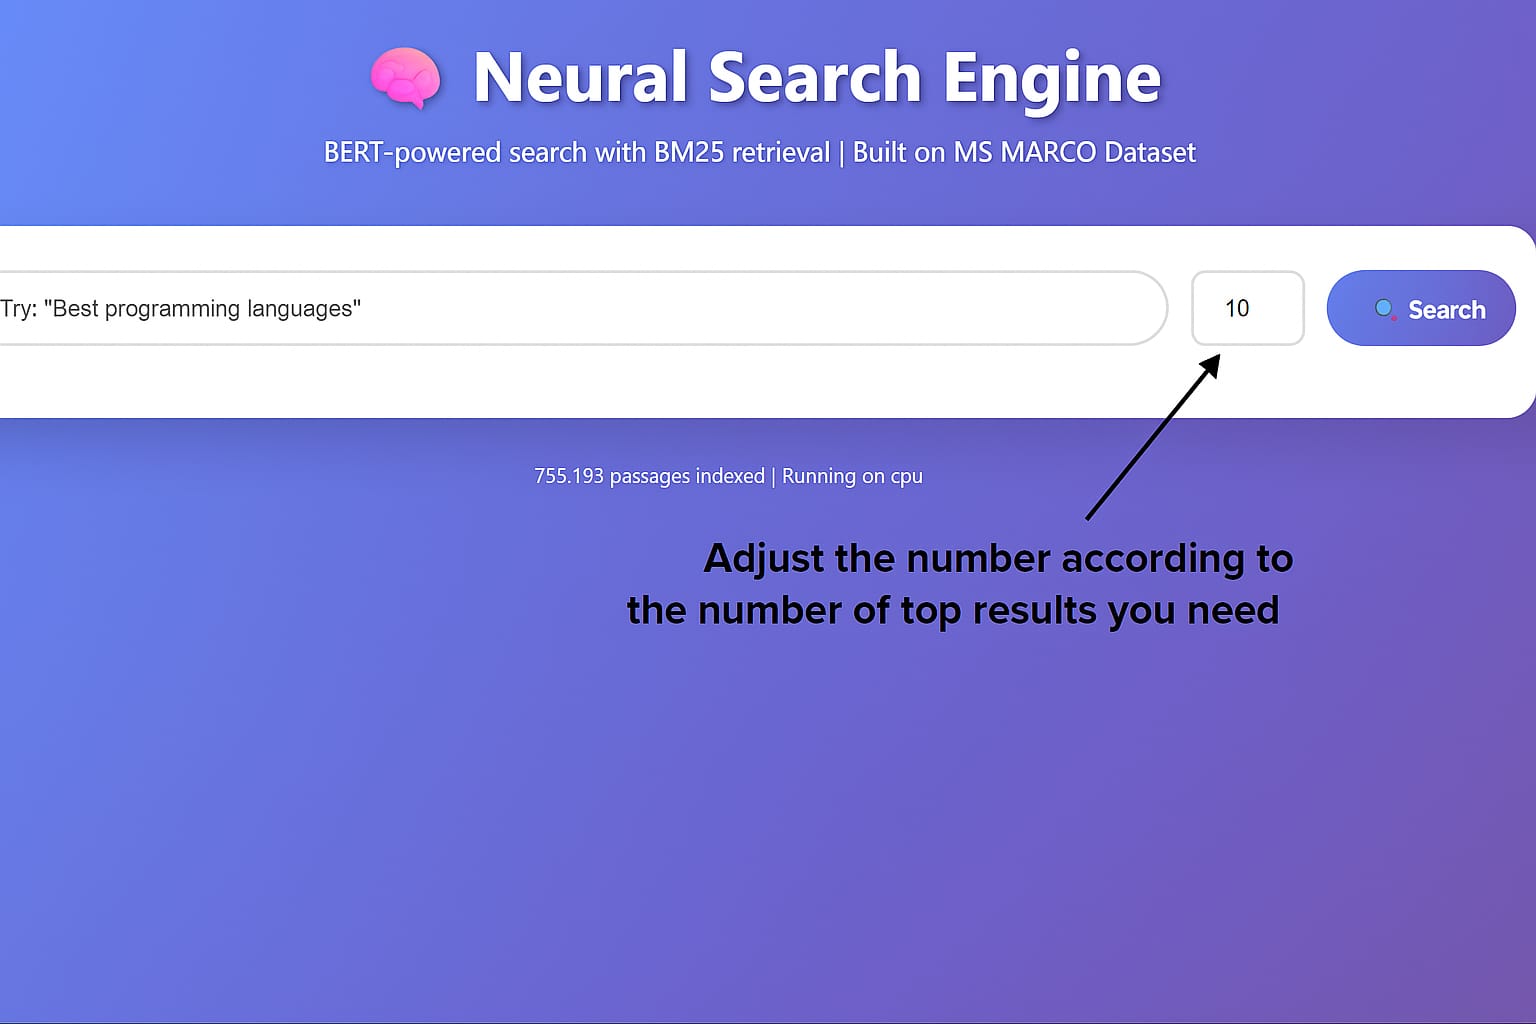 Neural Search Engine
BERT-powered search with BM25 retrieval | Built on MS MARCO Dataset
Try: "Best programming languages"
10
Search
755.193 passages indexed | Running on cpu
Adjust the number according to
the number of top results you need